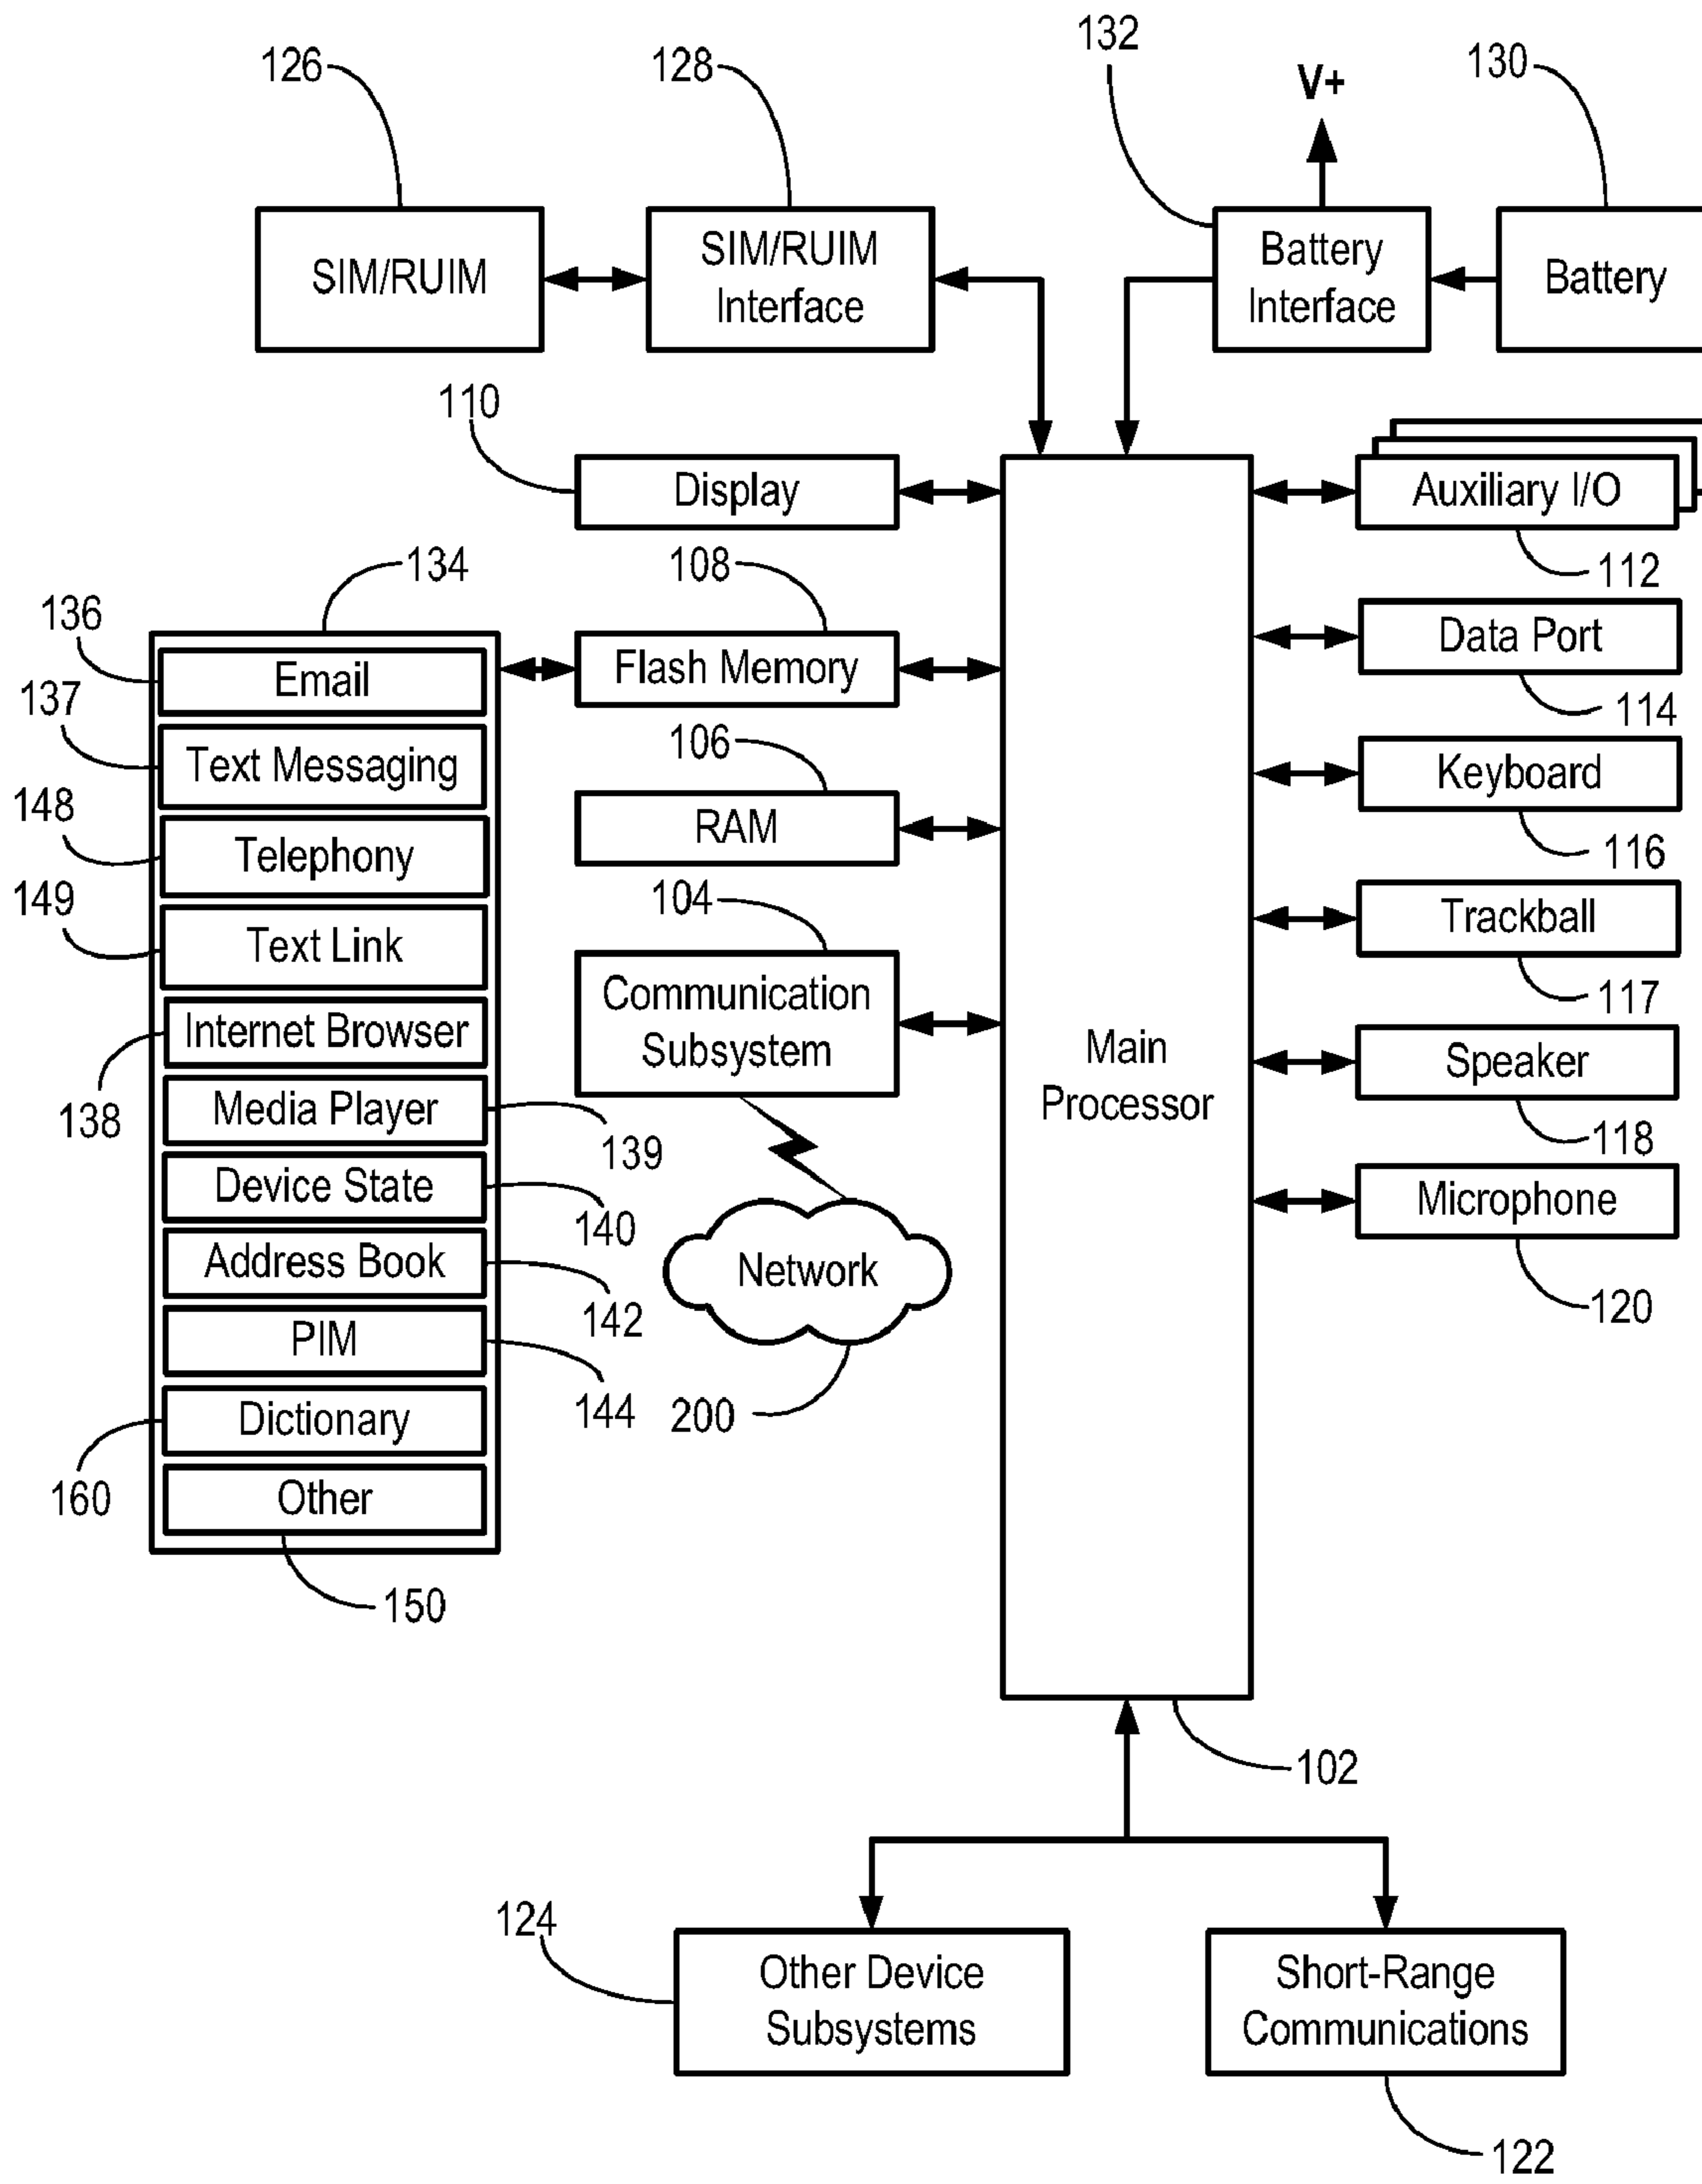 126
128
132
V+
130
SIM/RUIM
SIM/RUIM
Interface
Battery
Interface
Battery
110
Display
Auxiliary I/O
112
134
108
136
Email
Flash Memory
Data Port
114
137
Text Messaging
106
Keyboard
116
148
Telephony
RAM
149
Text Link
104
Trackball
117
Internet Browser
138
Communication
Subsystem
Main
Processor
Speaker
118
Media Player
139
Device State
140
Microphone
120
Address Book
142
Network
200
PIM
144
Dictionary
160
Other
150
102
124
Other Device
Subsystems
Short-Range
Communications
122